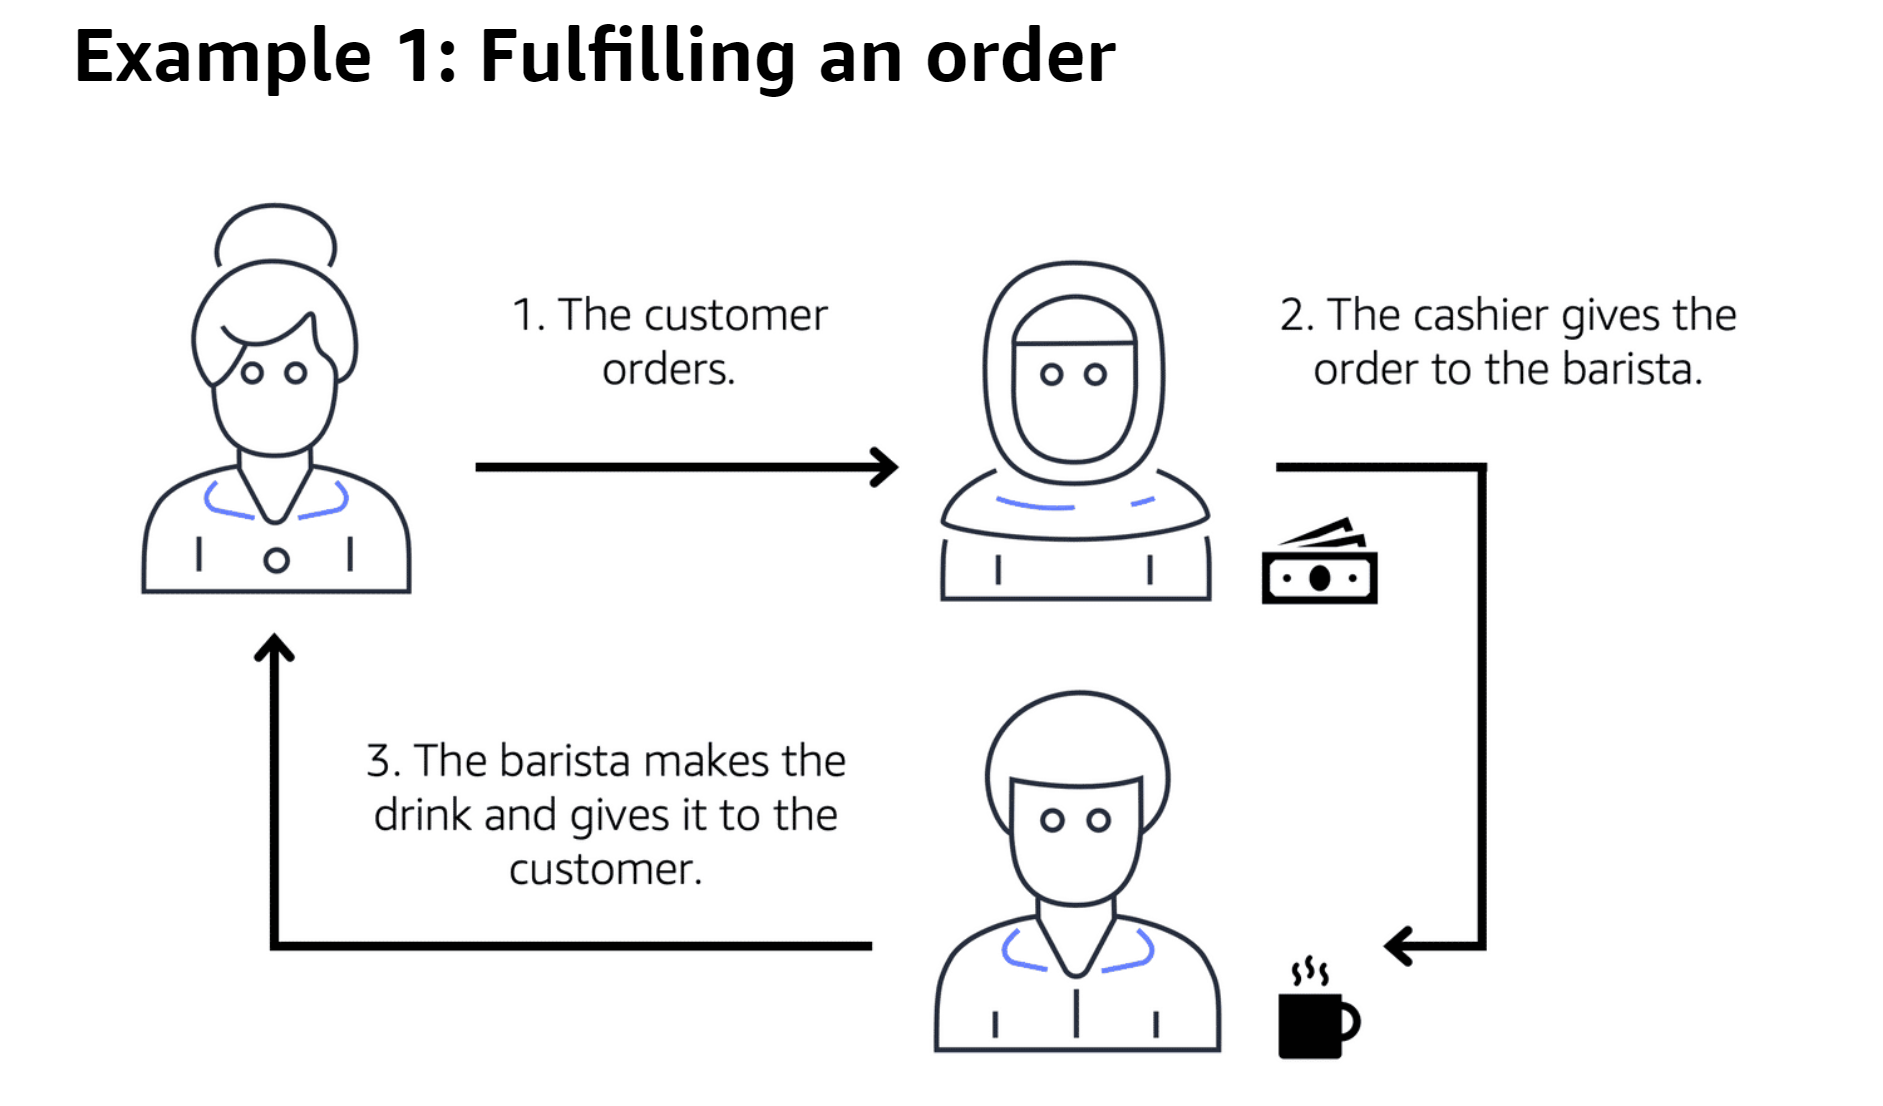 Example 1: Fulfilling an order
1. The customer
orders.
2. The cashier gives the
order to the barista.
3. The barista makes the
drink and gives it to the
customer.